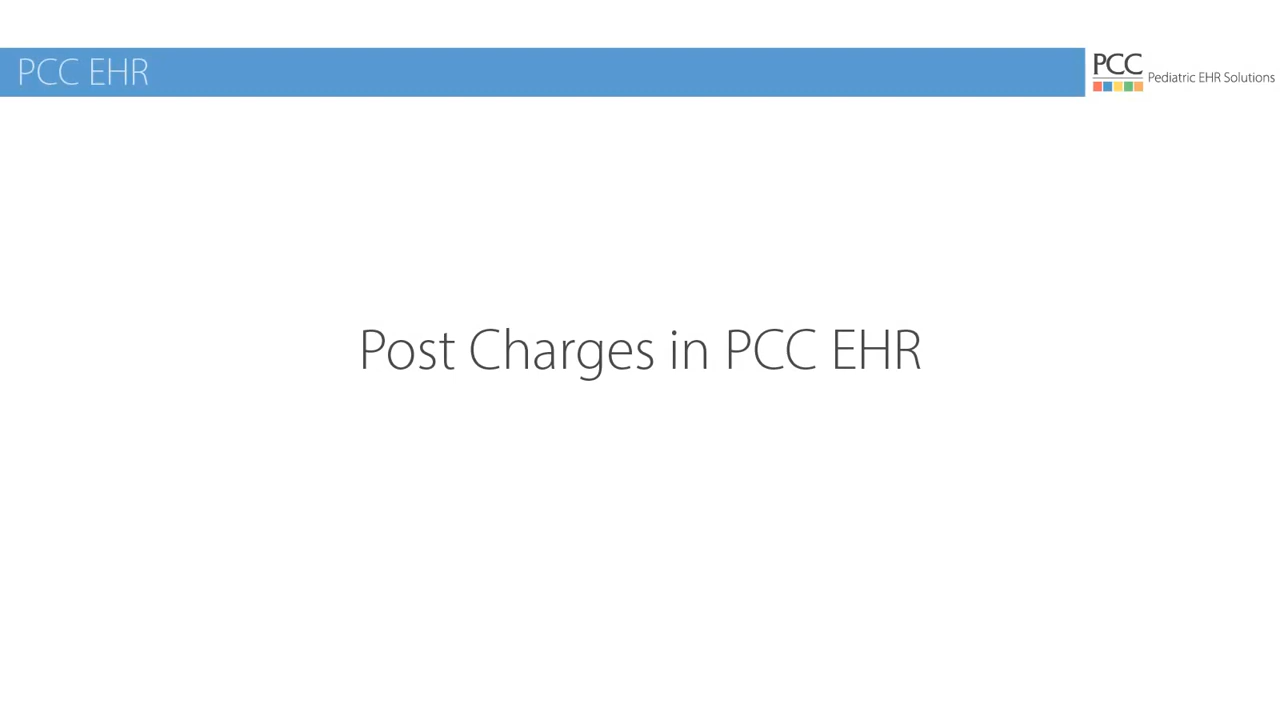 PCC EHR
PCC
Pediatric EHR Solutions
Post Charges in PCC EHR